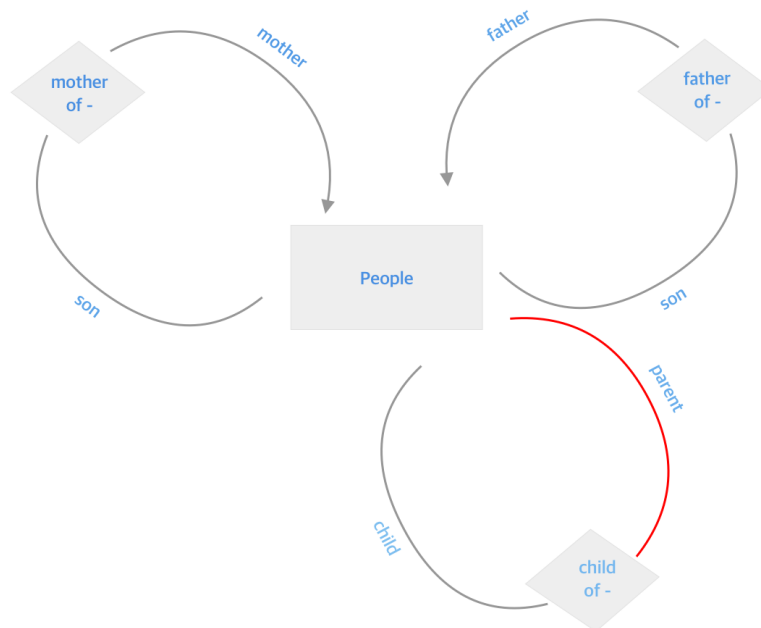 mother
father
mother
of -
father
of -
People
son
son
parent
child
child
of -